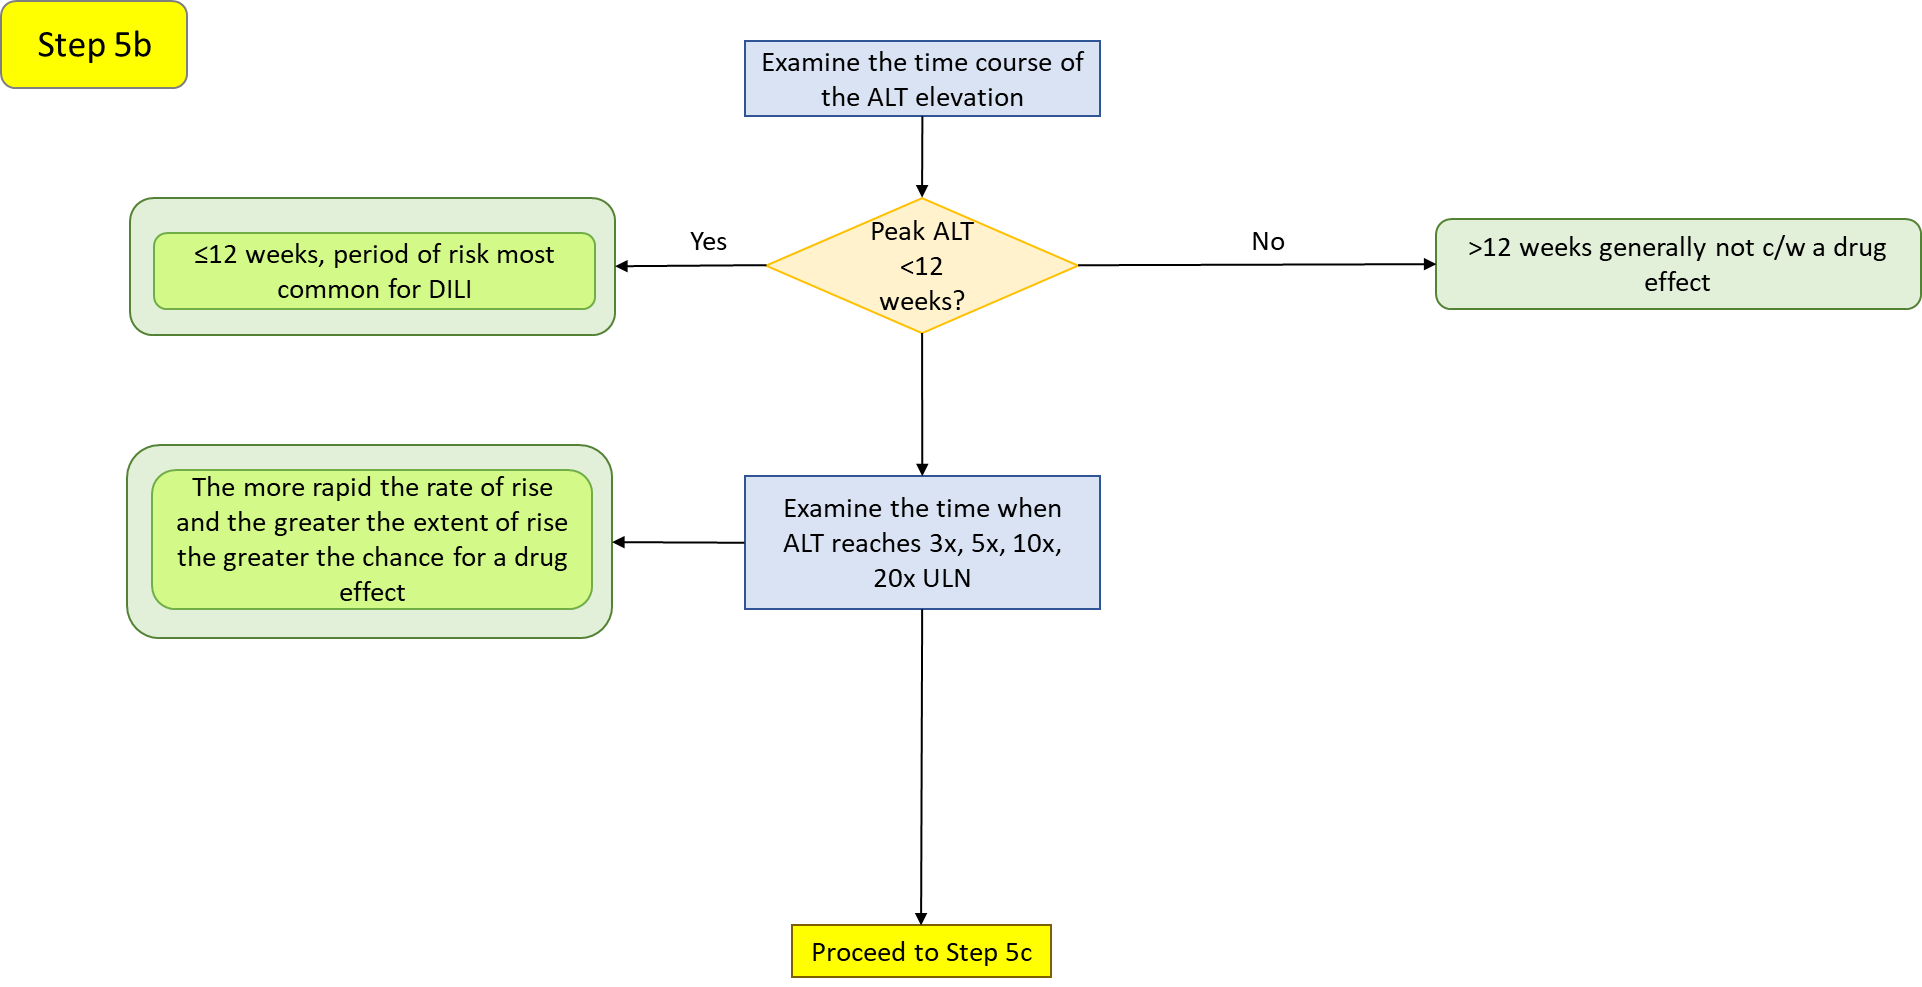 Step 5b
Examine the time course of
the ALT elevation
Peak ALT
<12
weeks?
Yes
No
≤12 weeks, period of risk most
common for DILI
>12 weeks generally not c/w a drug
effect
The more rapid the rate of rise
and the greater the extent of rise
the greater the chance for a drug
effect
Examine the time when
ALT reaches 3x, 5x, 10x,
20x ULN
Proceed to Step 5c